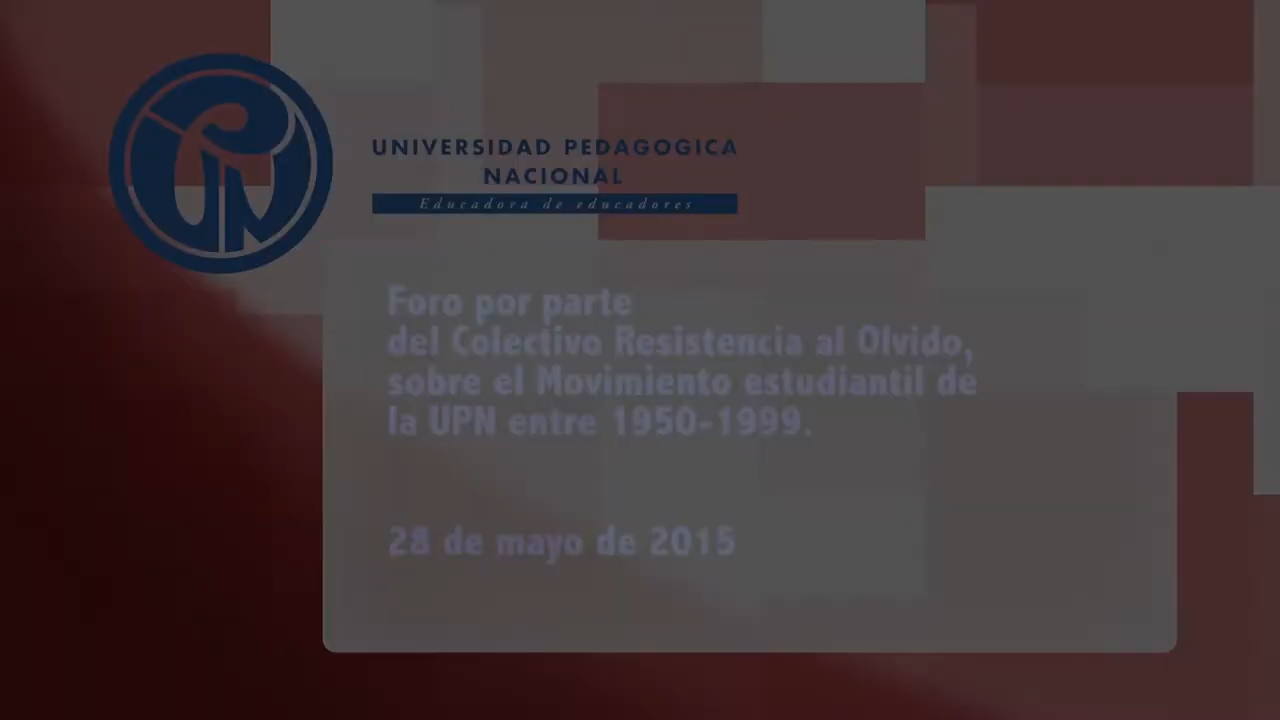 UNIVERSIDAD PEDAGOGICA
NACIONAL
Educadora de educadores
Foro por parte
del Colectivo Resistencia al Olvido,
sobre el Movimiento estudiantil de
la UPN entre 1950-1999.
28 de mayo de 2015